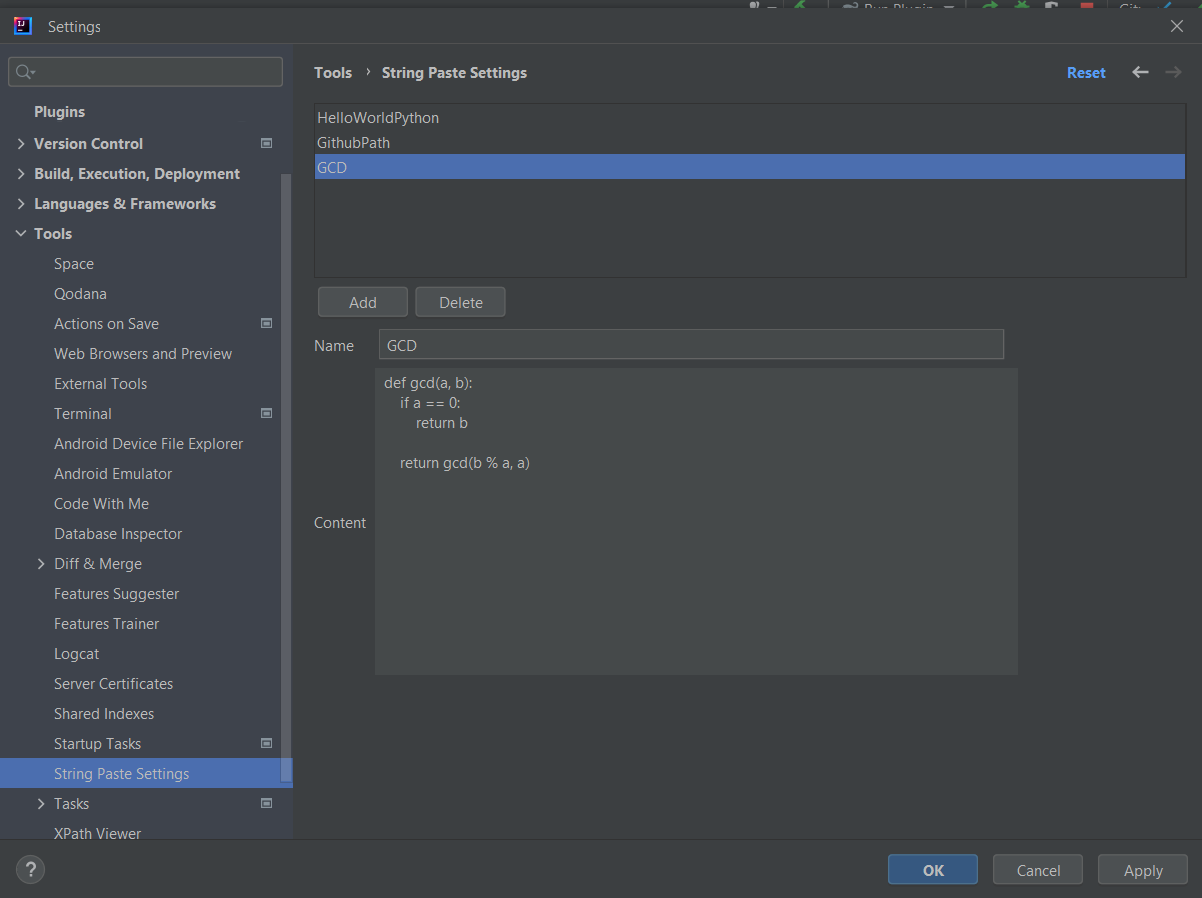 Run Plugin
Git:
Settings
Plugins
Version Control
Build, Execution, Deployment
Languages & Frameworks
Tools
Space
Qodana
Actions on Save
Web Browsers and Preview
External Tools
Terminal
Android Device File Explorer
Android Emulator
Code With Me
Database Inspector
Diff & Merge
Features Suggester
Features Trainer
Logcat
Server Certificates
Shared Indexes
Startup Tasks
String Paste Settings
Tasks
XPath Viewer
Tools › String Paste Settings
Reset
HelloWorldPython
GithubPath
GCD
Add Delete
Name GCD
Content
def gcd(a, b):
    if a == 0:
        return b
    return gcd(b % a, a)
?
OK Cancel Apply